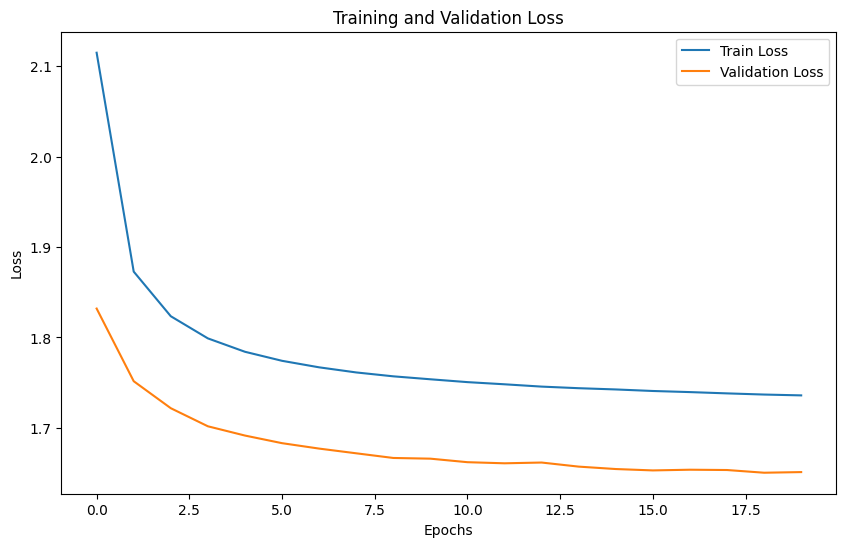 Training and Validation Loss
Train Loss
Validation Loss
2.1
2.0
1.9
1.8
1.7
Loss
0.0 2.5 5.0 7.5 10.0 12.5 15.0 17.5
Epochs